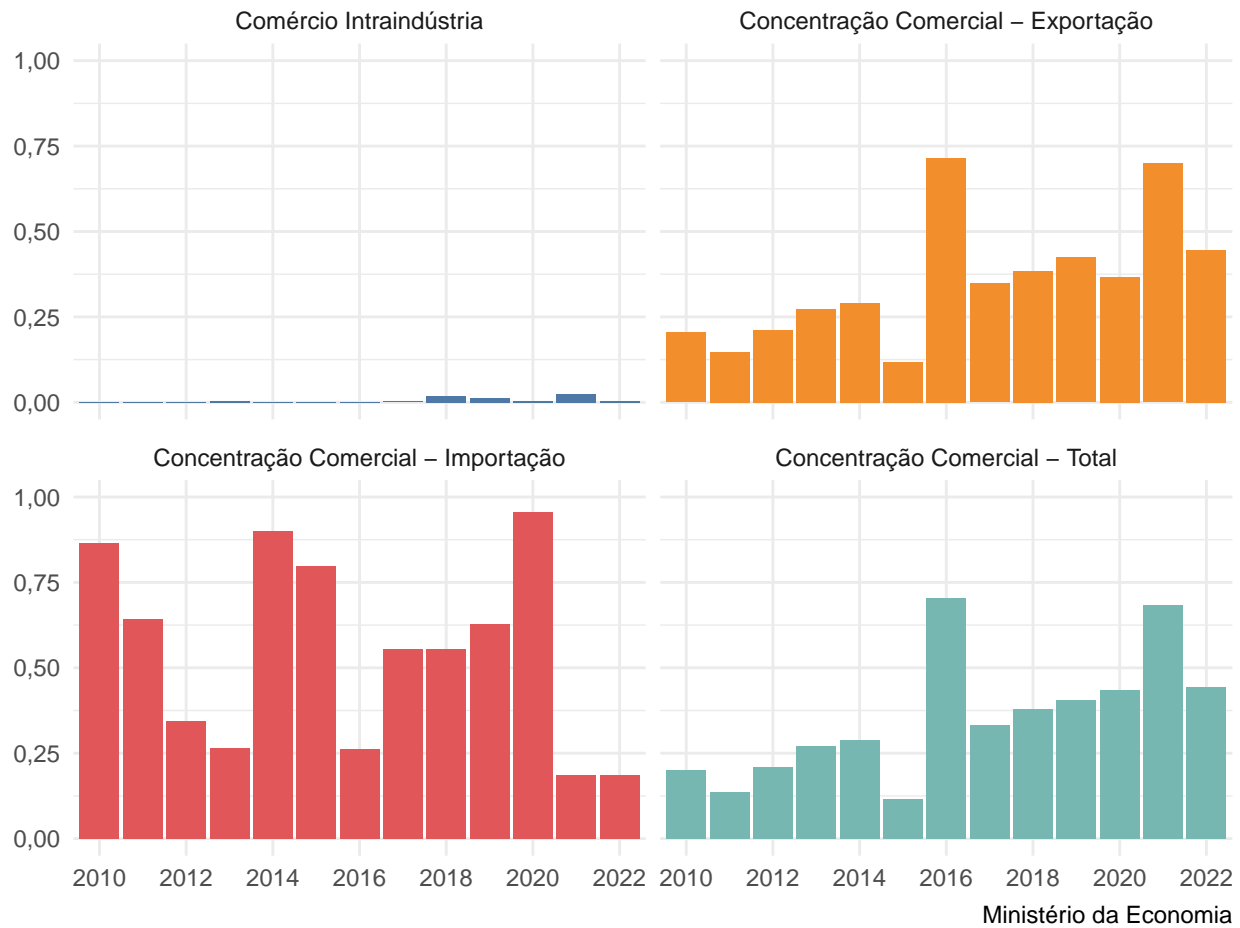 Comércio Intraindústria
Concentração Comercial – Exportação
1,00
0,75
0,50
0,25
0,00
Concentração Comercial – Importação
Concentração Comercial – Total
1,00
0,75
0,50
0,25
0,00
2010 2012 2014 2016 2018 2020 2022
2010 2012 2014 2016 2018 2020 2022
Ministério da Economia